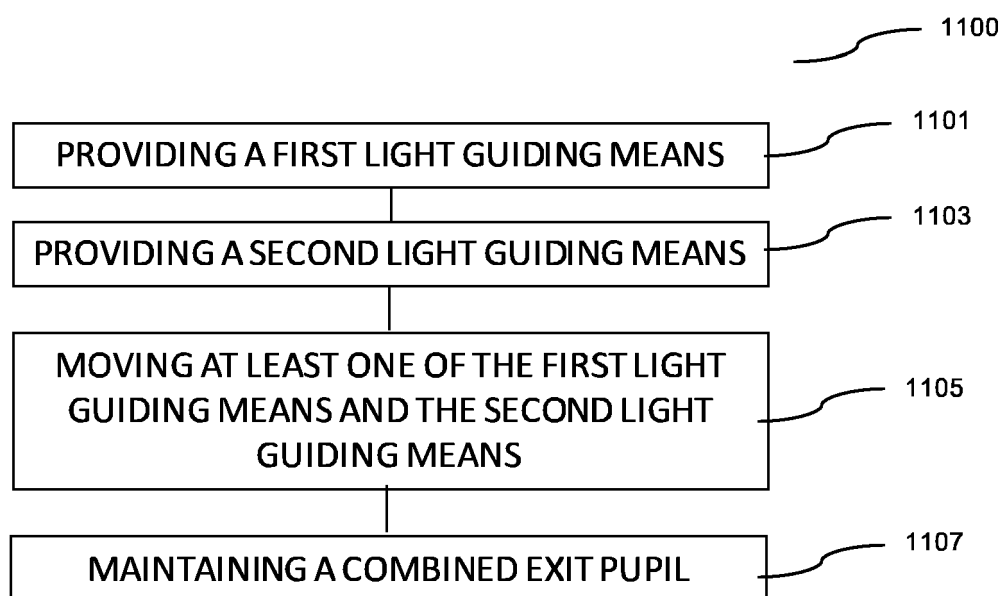 1100
1101
PROVIDING A FIRST LIGHT GUIDING MEANS
1103
PROVIDING A SECOND LIGHT GUIDING MEANS
MOVING AT LEAST ONE OF THE FIRST LIGHT
GUIDING MEANS AND THE SECOND LIGHT
GUIDING MEANS
1105
MAINTAINING A COMBINED EXIT PUPIL
1107